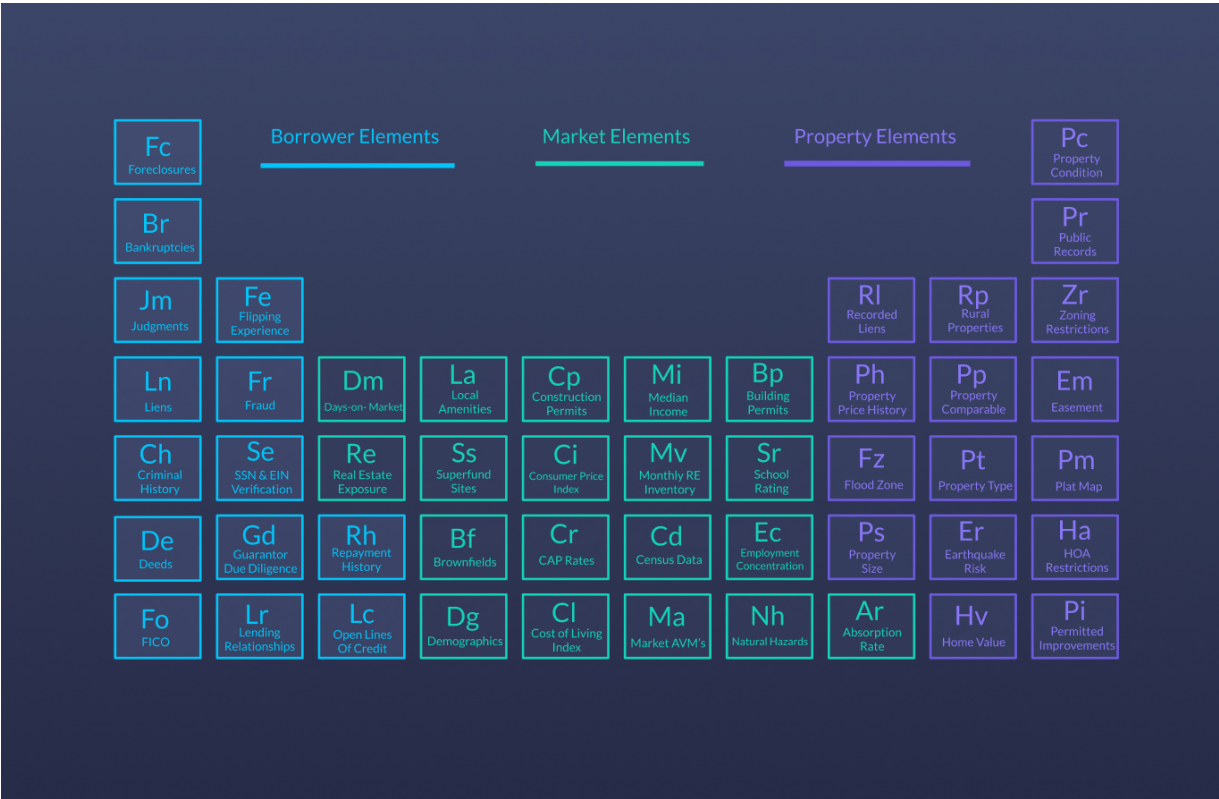 Borrower Elements
Market Elements
Property Elements
Fc
Foreclosures
Pc
Property
Condition
Br
Bankruptcies
Pr
Public
Records
Jm
Judgments
Fe
Flipping
Experience
Rl
Recorded
Liens
Rp
Rural
Properties
Zr
Zoning
Restrictions
Ln
Liens
Fr
Fraud
Dm
Days-on- Market
La
Local
Amenities
Cp
Construction
Permits
Mi
Median
Income
Bp
Building
Permits
Ph
Property
Price History
Pp
Property
Comparable
Em
Easement
Ch
Criminal
History
Se
SSN & EIN
Verification
Re
Real Estate
Exposure
Ss
Superfund
Sites
Ci
Consumer Price
Index
Mv
Monthly RE
Inventory
Sr
School
Rating
Fz
Flood Zone
Pt
Property Type
Pm
Plat Map
De
Deeds
Gd
Guarantor
Due Diligence
Rh
Repayment
History
Bf
Brownfields
Cr
CAP Rates
Cd
Census Data
Ec
Employment
Concentration
Ps
Property
Size
Er
Earthquake
Risk
Ha
HOA
Restrictions
Fo
FICO
Lr
Lending
Relationships
Lc
Open Lines
Of Credit
Dg
Demographics
Cl
Cost of Living
Index
Ma
Market AVM's
Nh
Natural Hazards
Ar
Absorption
Rate
Hv
Home Value
Pi
Permitted
Improvements